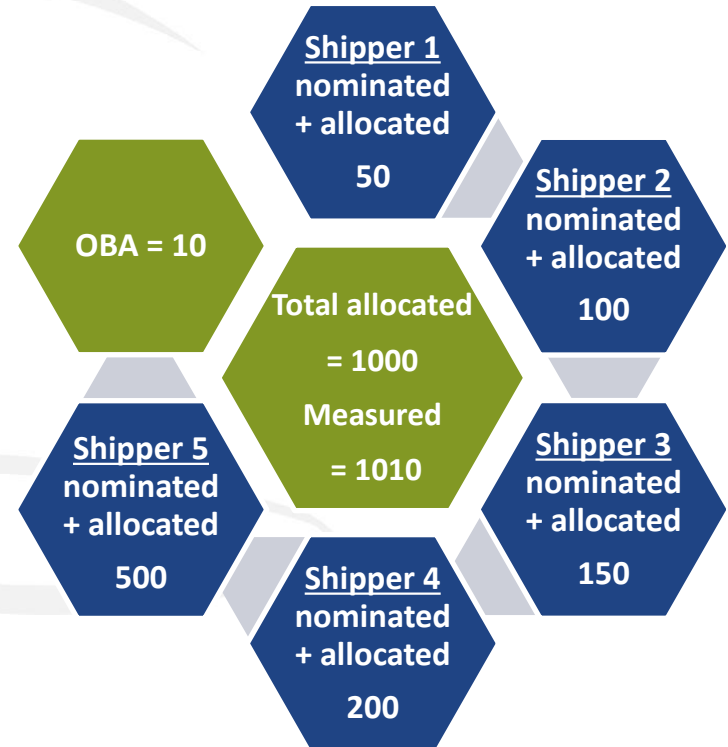 Shipper 1
nominated
+ allocated
50
Shipper 2
nominated
+ allocated
100
Shipper 3
nominated
+ allocated
150
Shipper 4
nominated
+ allocated
200
Shipper 5
nominated
+ allocated
500
OBA = 10
Total allocated
= 1000
Measured
= 1010